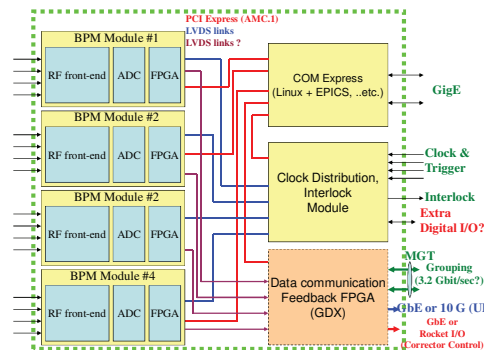 PCI Express (AMC.1)
LVDS links
LVDS links ?
BPM Module #1
RF front-end
ADC
FPGA
BPM Module #2
RF front-end
ADC
FPGA
BPM Module #2
RF front-end
ADC
FPGA
BPM Module #4
RF front-end
ADC
FPGA
COM Express
(Linux + EPICS, ..etc.)
GigE
Clock Distribution,
Interlock
Module
Clock &
Trigger
Interlock
Extra
Digital I/O?
Data communication
Feedback FPGA
(GDX)
MGT
Grouping
(3.2 Gbit/sec?)
GbE or 10 G (U
GbE or
Rocket I/O
(Corrector Control)